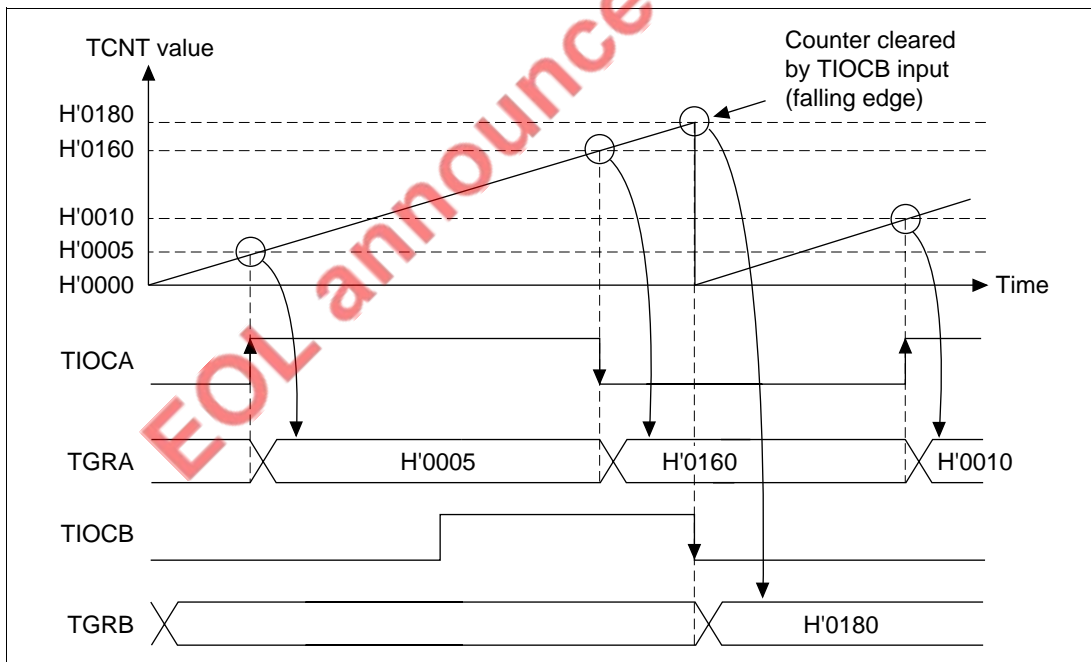 TCNT value
Counter cleared
by TIOCB input
(falling edge)
H'0180
H'0160
H'0010
H'0005
H'0000
Time
EOL announce
TIOCA
TGRA
H'0005
H'0160
H'0010
TIOCB
TGRB
H'0180